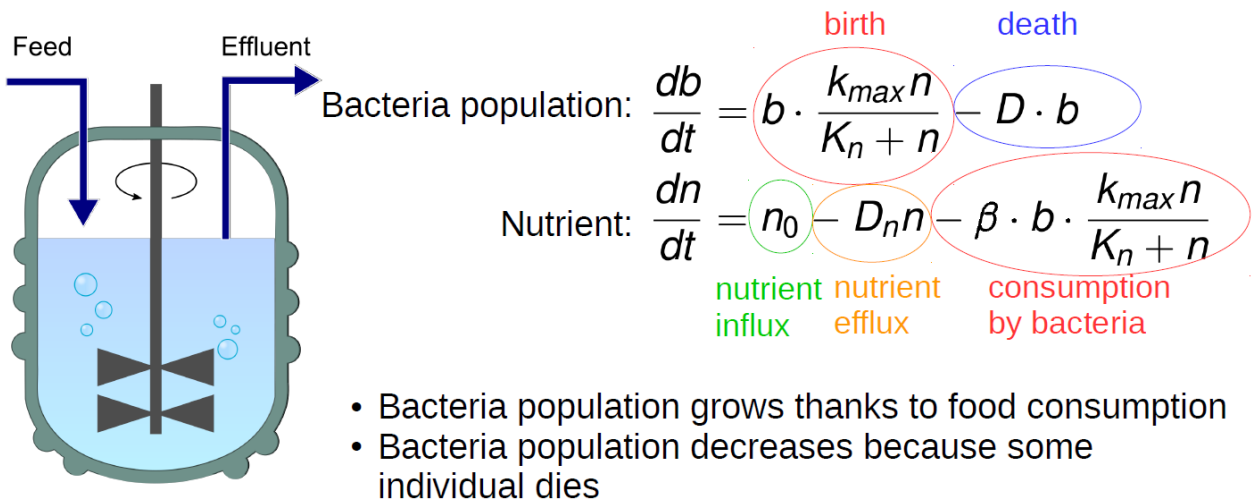 Feed
Effluent
birth
death
Bacteria population: db/dt = b · k_max n / (K_n + n) − D · b
Nutrient: dn/dt = n_0 − D_n n − β · b · k_max n / (K_n + n)
nutrient influx
nutrient efflux
consumption by bacteria
• Bacteria population grows thanks to food consumption
• Bacteria population decreases because some
individual dies